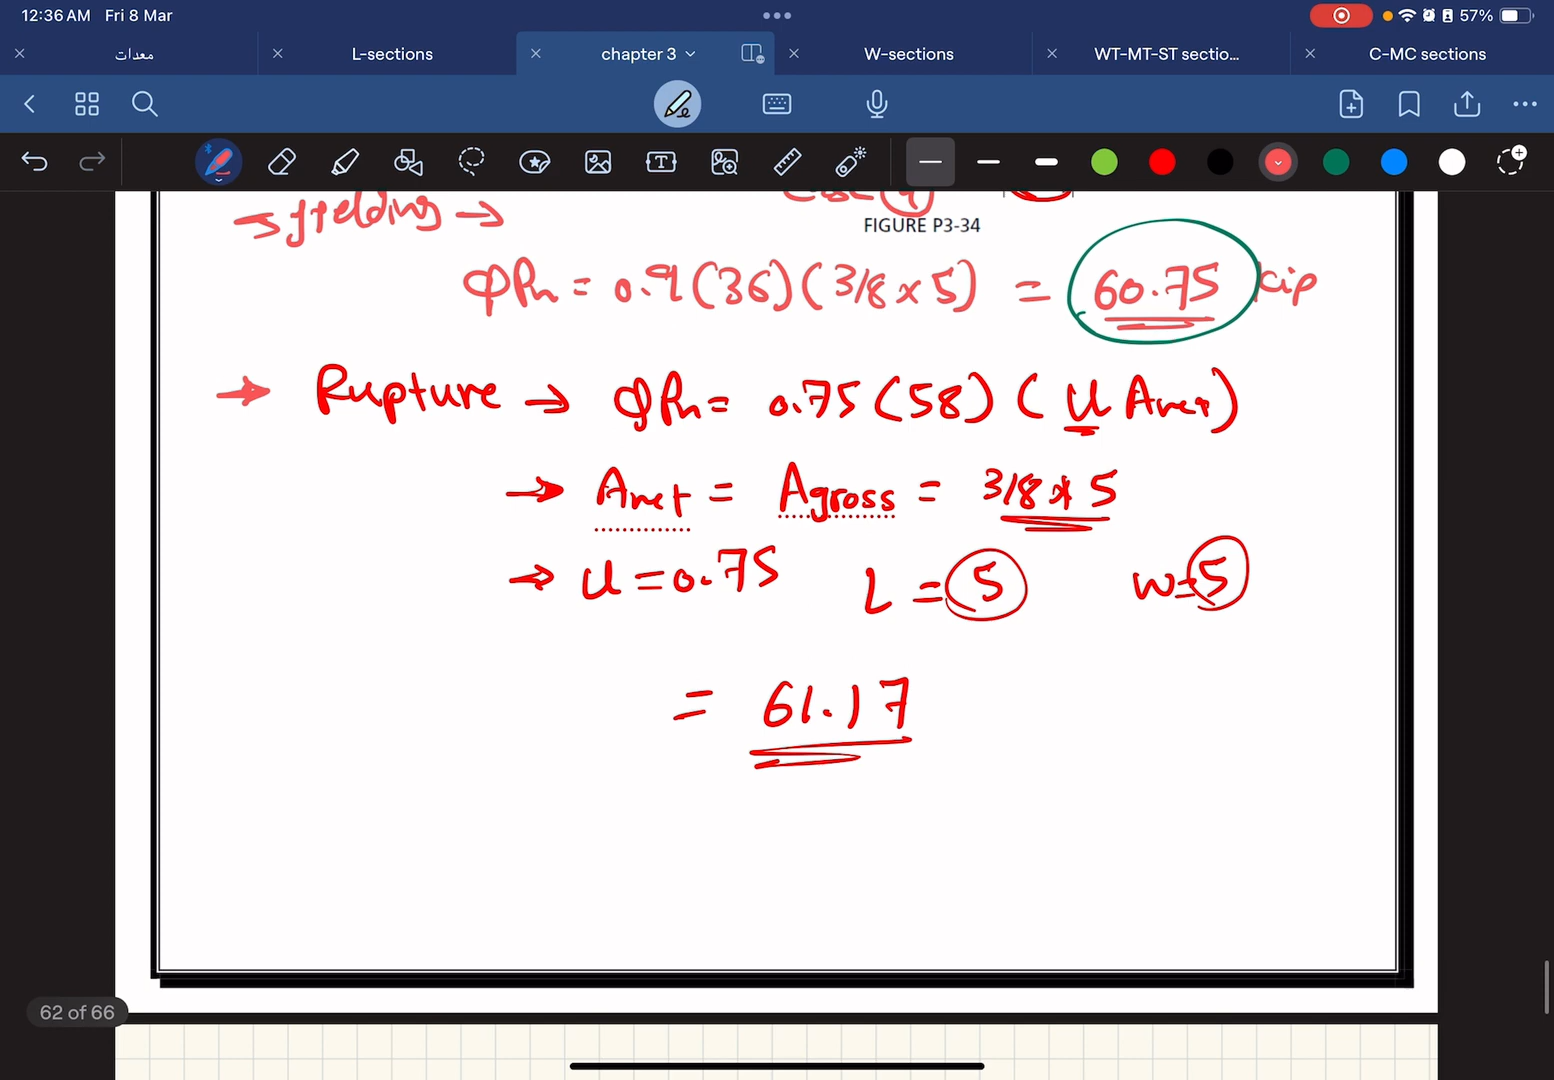 12:36 AM Fri 8 Mar
57%
معدات
L-sections
chapter 3
W-sections
WT-MT-ST sectio...
C-MC sections
→ yielding →
FIGURE P3-34
φPn = 0.9(36)(3/8 x 5) = 60.75 kip
→ Rupture → φPn = 0.75(58)(U Anet)
→ Anet = Agross = 3/8 * 5
→ U = 0.75 L = 5 w = 5
= 61.17
62 of 66